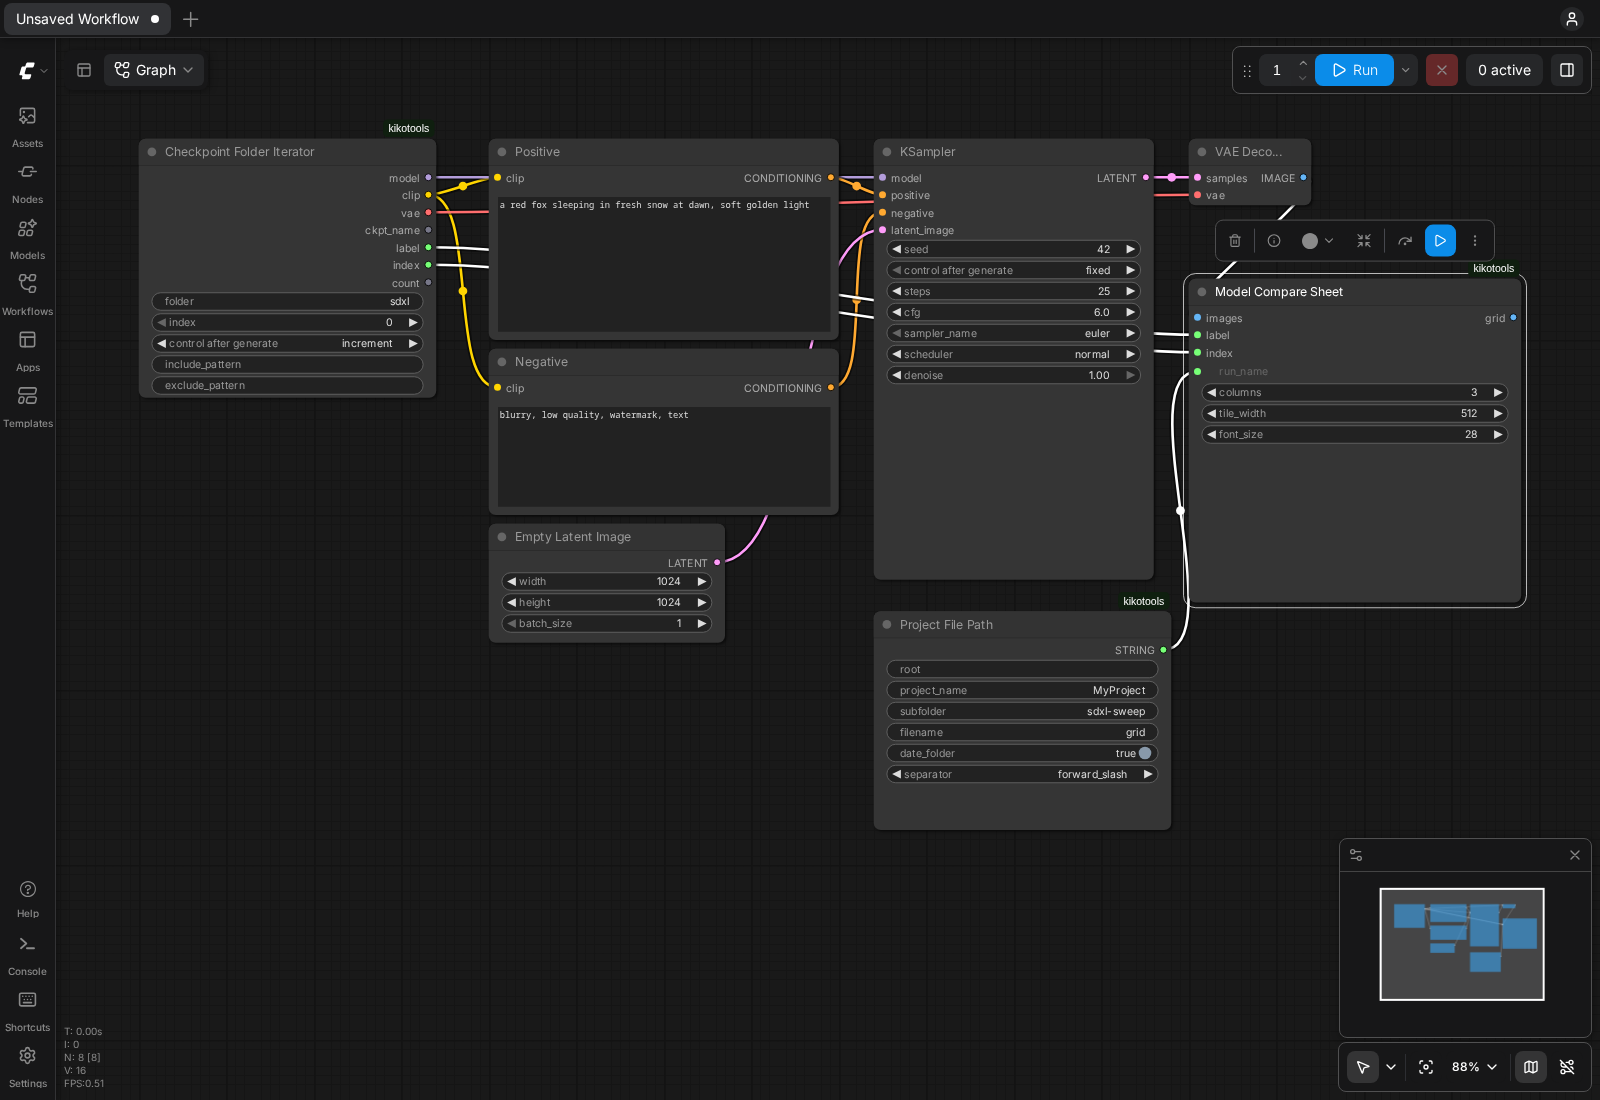 Unsaved Workflow
Graph
1
Run
0 active
Assets
Nodes
Models
Workflows
Apps
Templates
Help
Console
Shortcuts
Settings
kikotools
Checkpoint Folder Iterator
model
clip
vae
ckpt_name
label
index
count
folder sdxl
index 0
control after generate increment
include_pattern
exclude_pattern
Positive
clip CONDITIONING
a red fox sleeping in fresh snow at dawn, soft golden light
Negative
clip CONDITIONING
blurry, low quality, watermark, text
Empty Latent Image
LATENT
width 1024
height 1024
batch_size 1
KSampler
model LATENT
positive
negative
latent_image
seed 42
control after generate fixed
steps 25
cfg 6.0
sampler_name euler
scheduler normal
denoise 1.00
VAE Deco...
samples IMAGE
vae
kikotools
Model Compare Sheet
images grid
label
index
run_name
columns 3
tile_width 512
font_size 28
kikotools
Project File Path
STRING
root
project_name MyProject
subfolder sdxl-sweep
filename grid
date_folder true
separator forward_slash
T: 0.00s
I: 0
N: 8 [8]
V: 16
FPS:0.51
88%